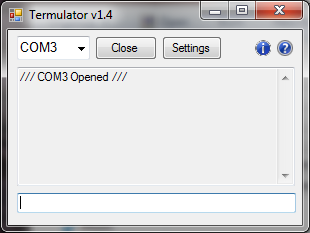 Termulator v1.4
COM3 Close Settings
/// COM3 Opened ///